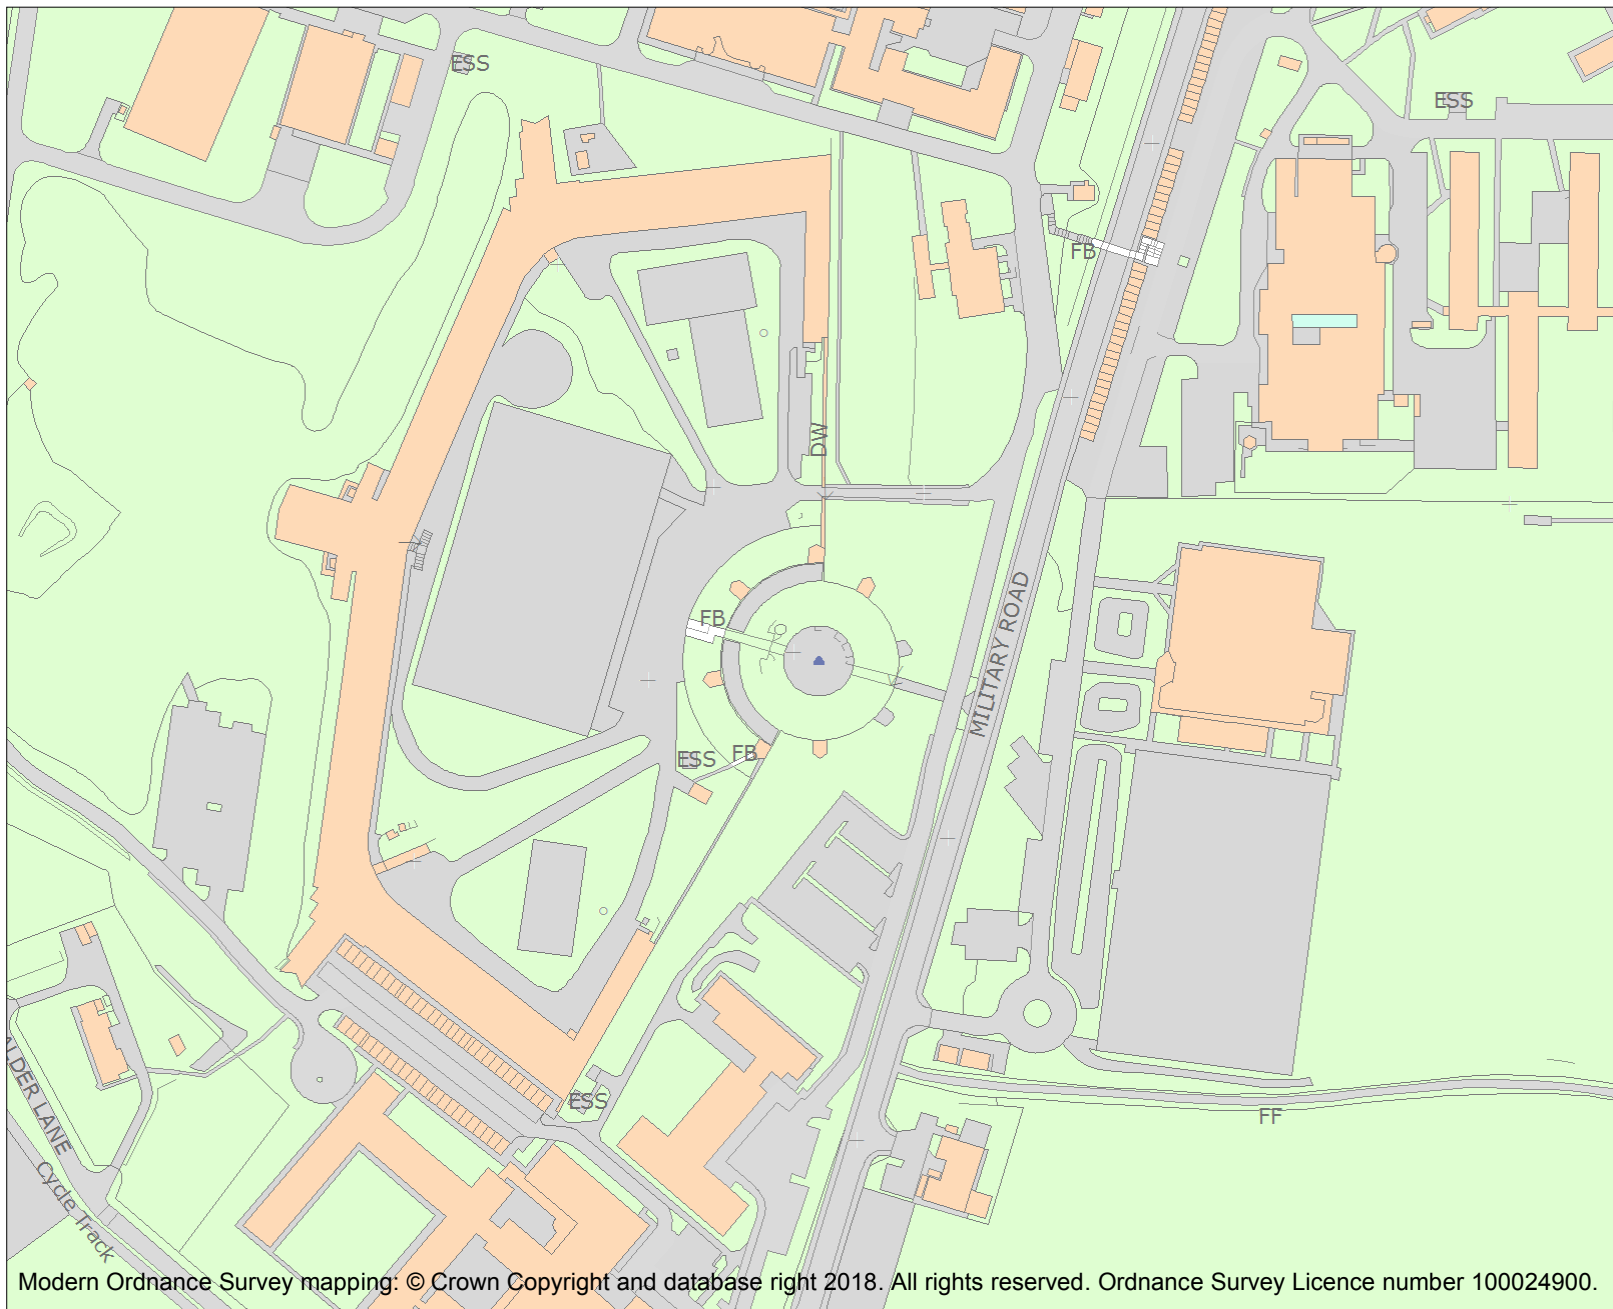 ESS
ESS
FB
DW
MILITARY ROAD
FB
ESS
FB
ESS
FF
ALDER LANE
Cycle Track
Modern Ordnance Survey mapping: © Crown Copyright and database right 2018. All rights reserved. Ordnance Survey Licence number 100024900.